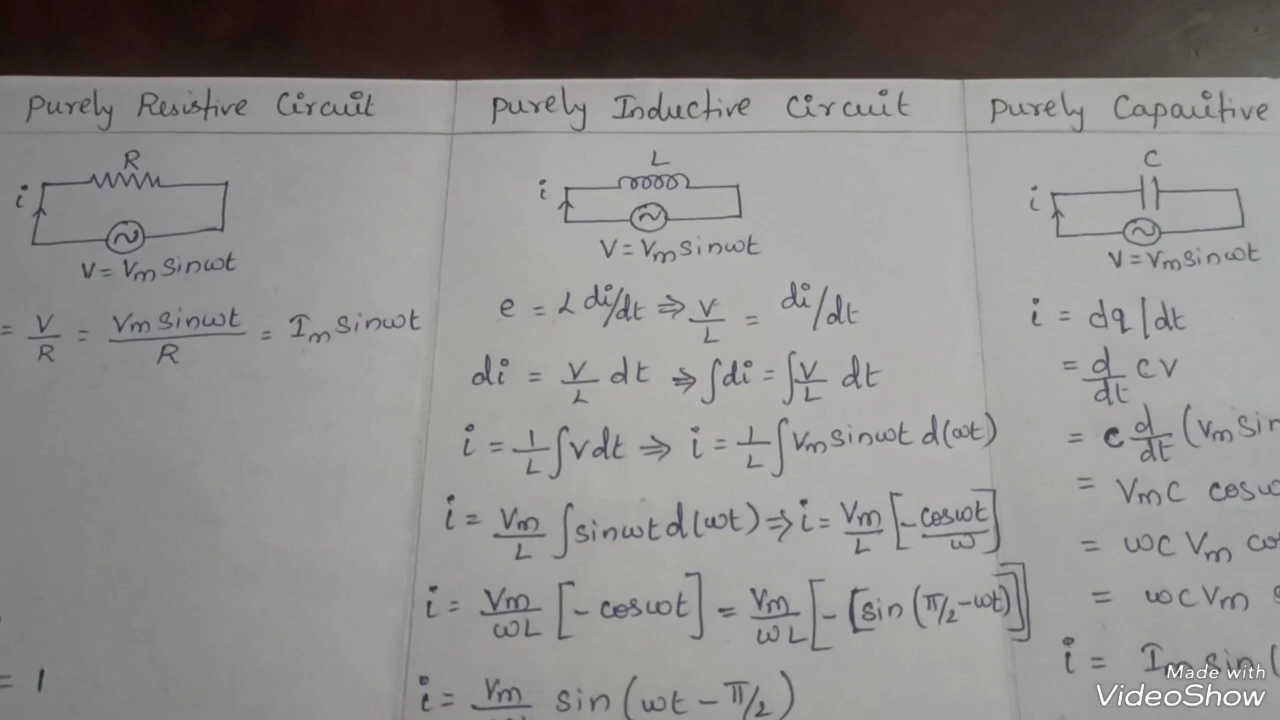 Purely Resistive Circuit
R
i
V = Vm sinωt
= V/R = Vm sinωt/R = Im sinωt
= 1
Purely Inductive Circuit
L
i
V = Vm sinωt
e = L di/dt ⇒ V/L = di/dt
di = V/L dt ⇒ ∫di = ∫V/L dt
i = 1/L ∫vdt ⇒ i = 1/L ∫Vm sinωt d(ωt)
i = Vm/L ∫sinωt d(ωt) ⇒ i = Vm/L [-cosωt/ω]
i = Vm/ωL [-cosωt] = Vm/ωL [-[sin(π/2-ωt)]]
i = Vm/ sin(ωt-π/2)
Purely Capacitive
C
i
V = Vm sinωt
i = dq/dt
= d/dt CV
= C d/dt (Vm sin
= VmC cosω
= ωC Vm co
= ωC Vm s
i = Im sin(
Made with
VideoShow